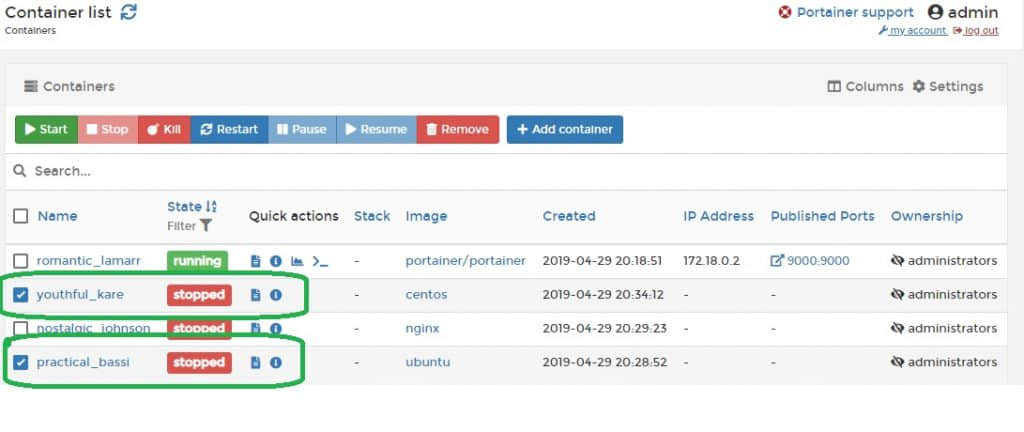 Container list
Portainer support admin
Containers
my account log out
Containers
Columns Settings
Start Stop Kill Restart Pause Resume Remove + Add container
Search...
Name State Filter Quick actions Stack Image Created IP Address Published Ports Ownership
romantic_lamarr running >_ - portainer/portainer 2019-04-29 20:18:51 172.18.0.2 9000:9000 administrators
youthful_kare stopped - centos 2019-04-29 20:34:12 - - administrators
nostalgic_johnson stopped - nginx 2019-04-29 20:29:23 - - administrators
practical_bassi stopped - ubuntu 2019-04-29 20:28:52 - - administrators